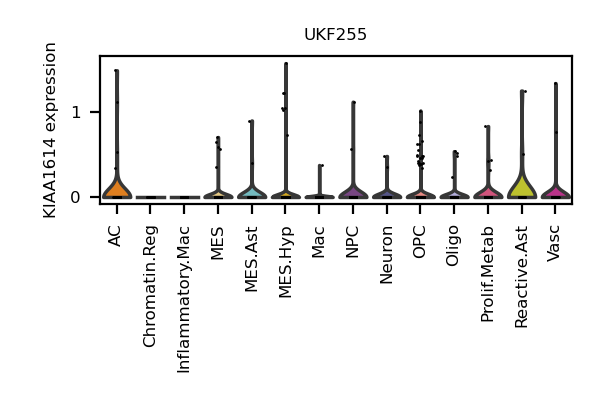 UKF255
KIAA1614 expression
1
0
AC
Chromatin.Reg
Inflammatory.Mac
MES
MES.Ast
MES.Hyp
Mac
NPC
Neuron
OPC
Oligo
Prolif.Metab
Reactive.Ast
Vasc